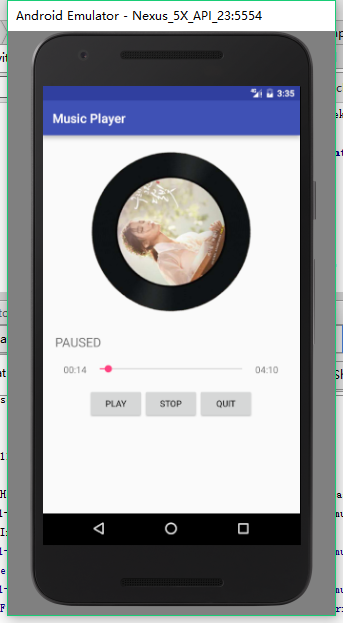 Android Emulator - Nexus_5X_API_23:5554
3:35
Music Player
PAUSED
00:14
04:10
PLAY STOP QUIT